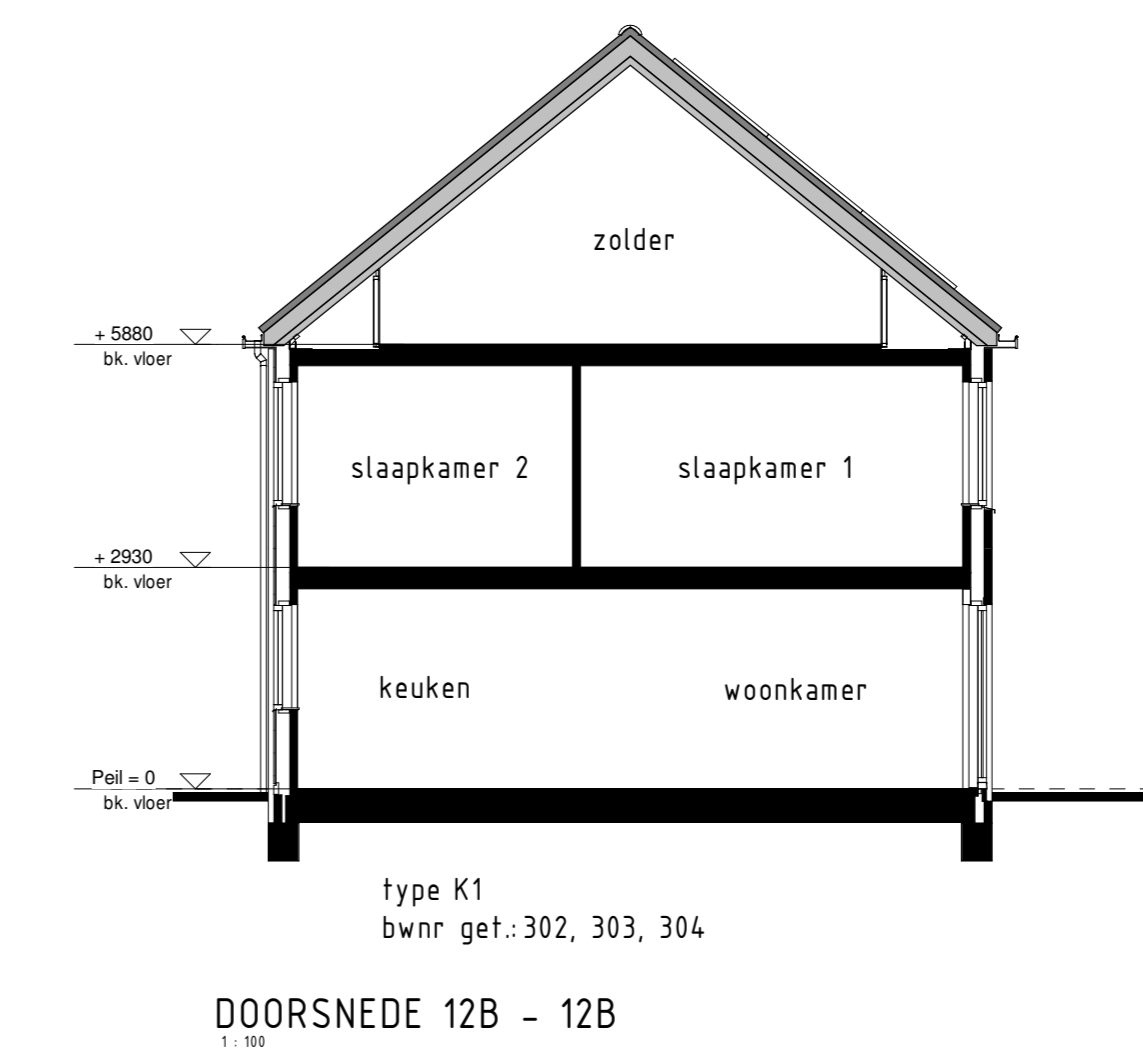 zolder
+ 5880
bk. vloer
slaapkamer 2
slaapkamer 1
+ 2930
bk. vloer
keuken
woonkamer
Peil = 0
bk. vloer
type K1
bwnr get.: 302, 303, 304
DOORSNEDE 12B - 12B
1 : 100